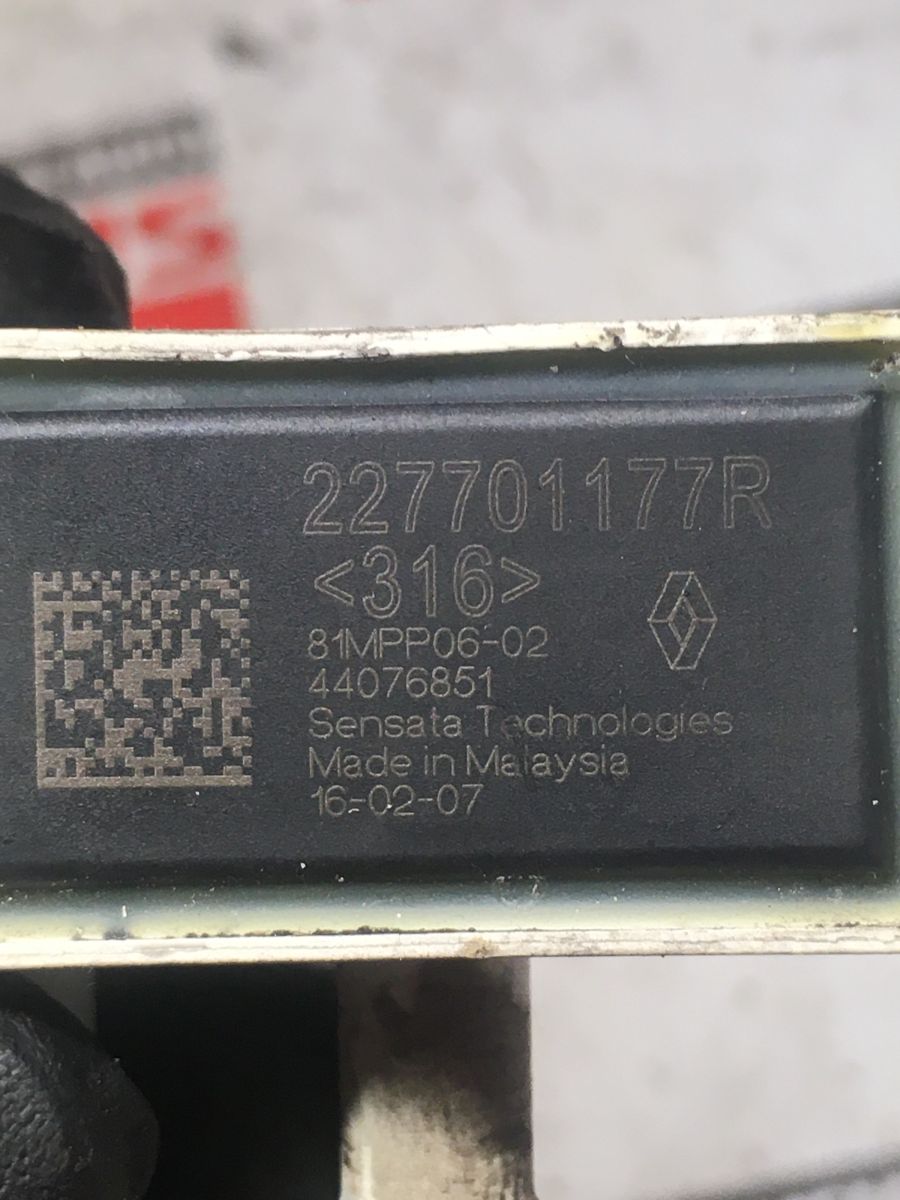 227701177R
<316>
81MPP06-02
44076851
Sensata Technologies
Made in Malaysia
16-02-07